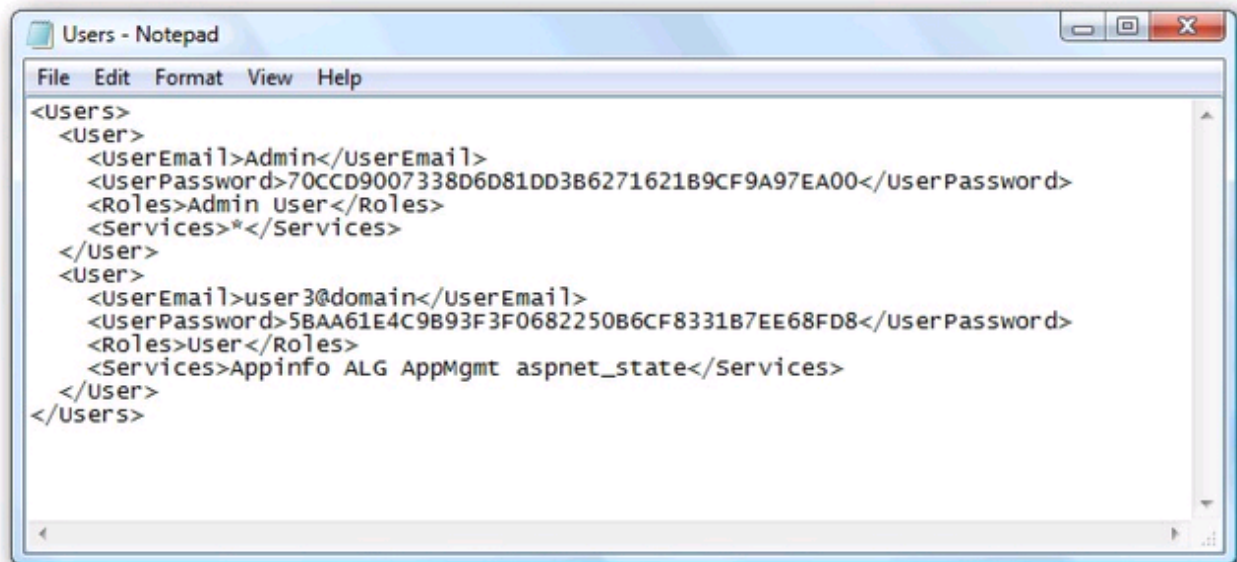 Users - Notepad
File Edit Format View Help
<Users>
<User>
<UserEmail>Admin</UserEmail>
<UserPassword>70CCD9007338D6D81DD3B6271621B9CF9A97EA00</UserPassword>
<Roles>Admin User</Roles>
<Services>*</Services>
</User>
<User>
<UserEmail>user3@domain</UserEmail>
<UserPassword>5BAA61E4C9B93F3F0682250B6CF8331B7EE68FD8</UserPassword>
<Roles>User</Roles>
<Services>Appinfo ALG AppMgmt aspnet_state</Services>
</User>
</Users>